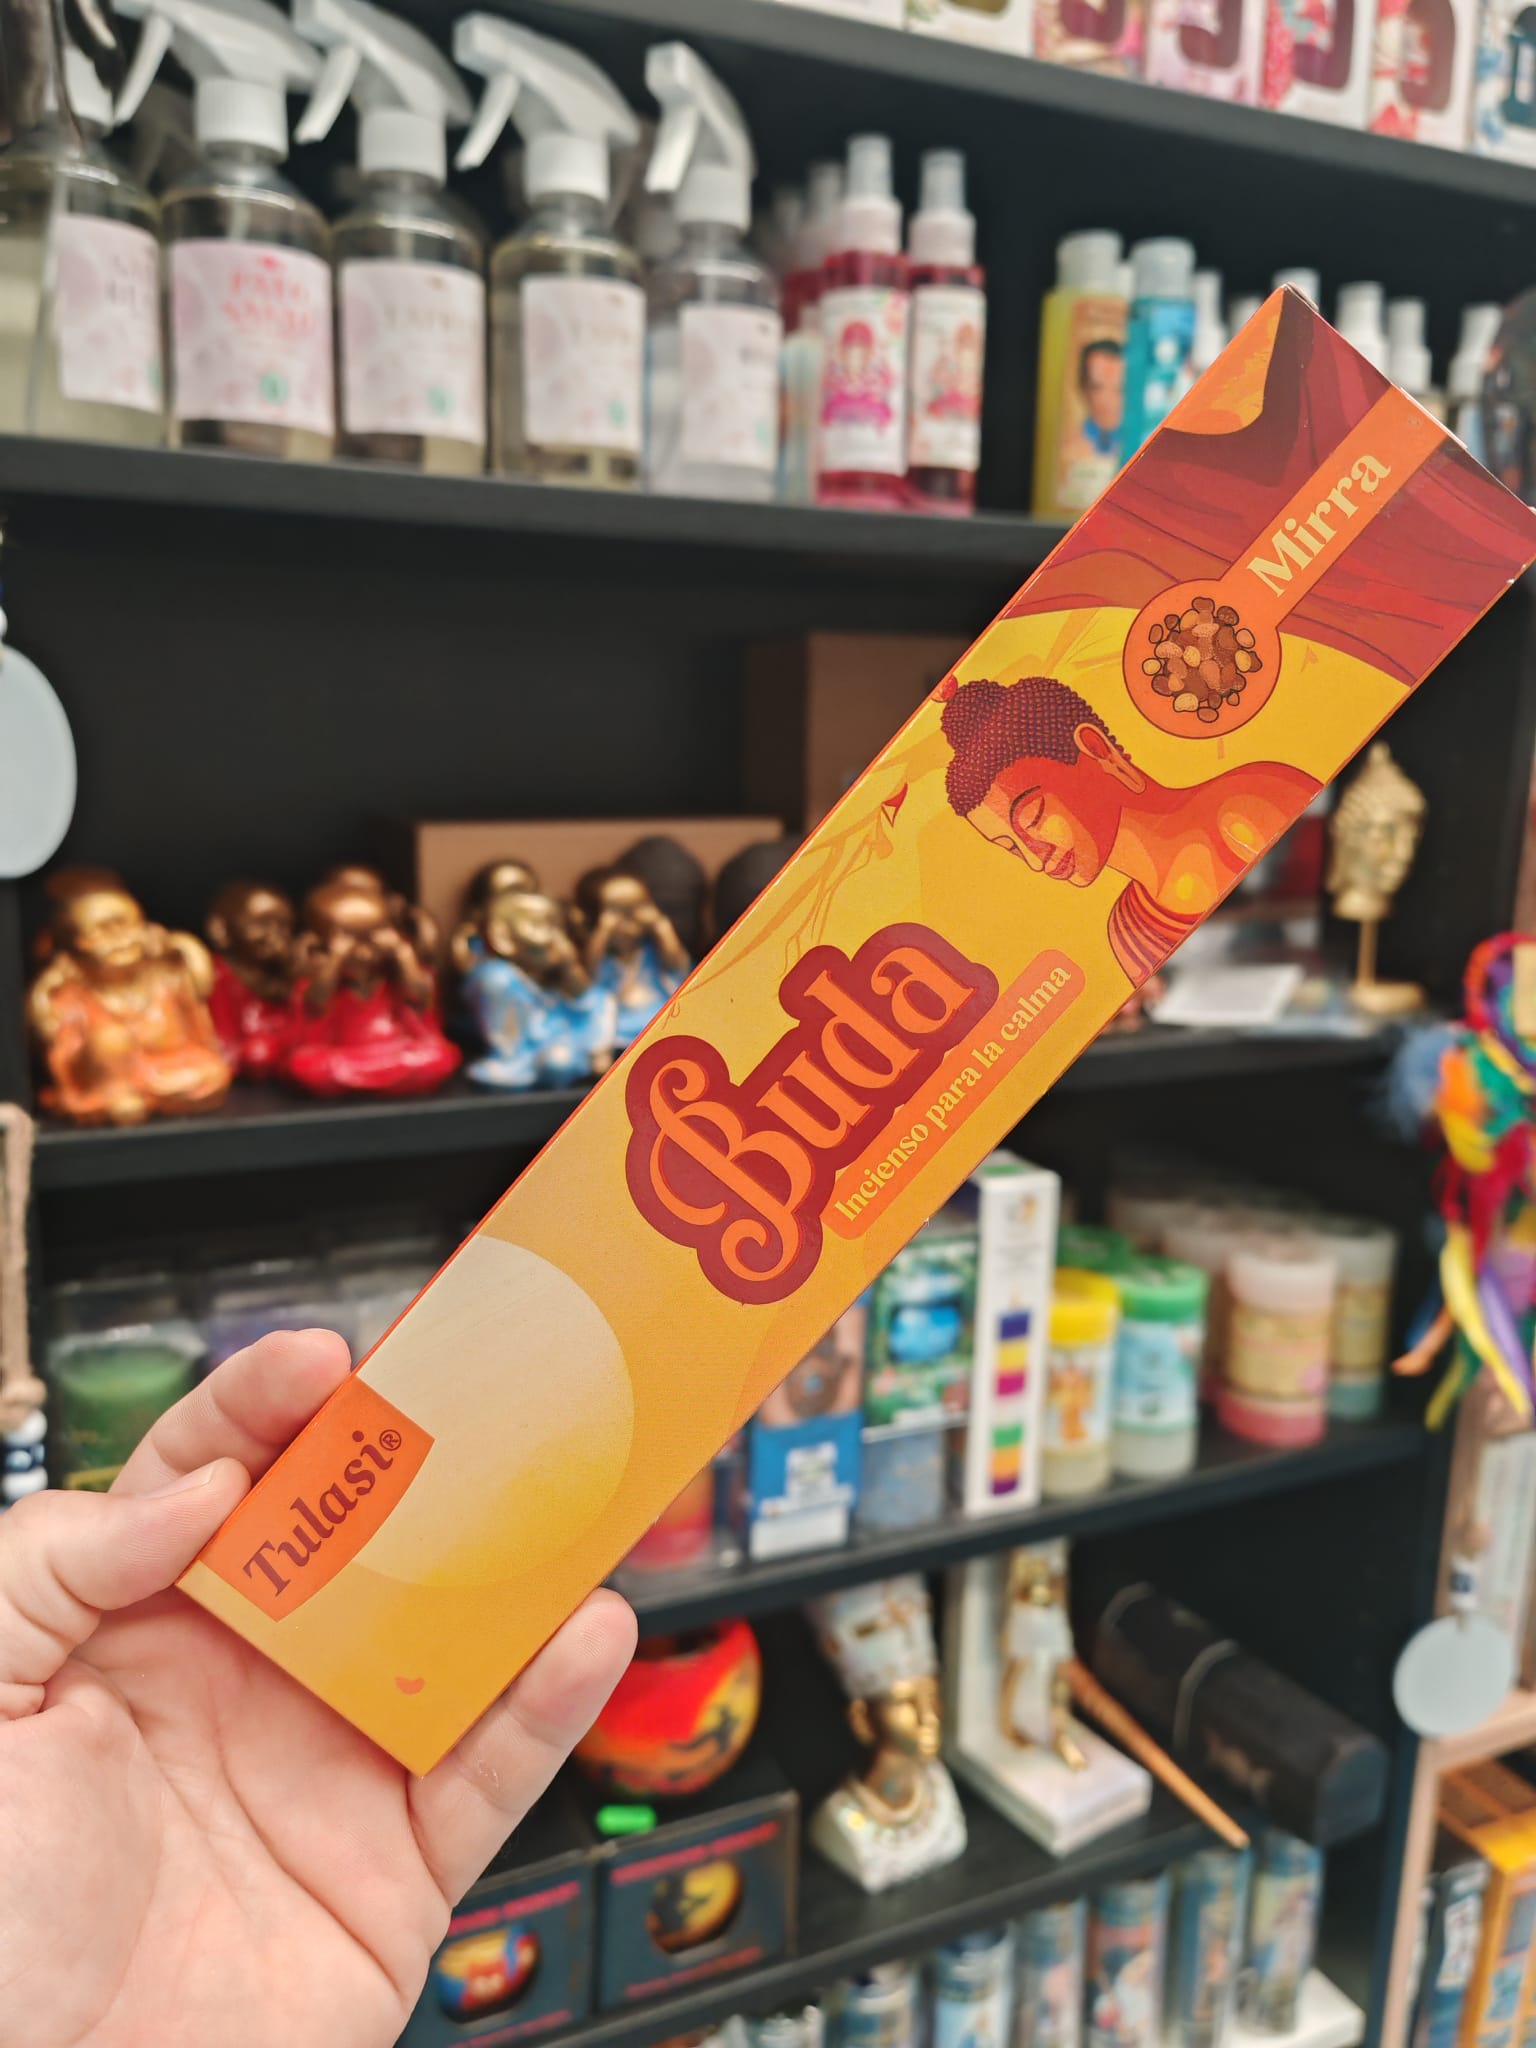 Mirra
Buda
Incienso para la calma
Tulasi®